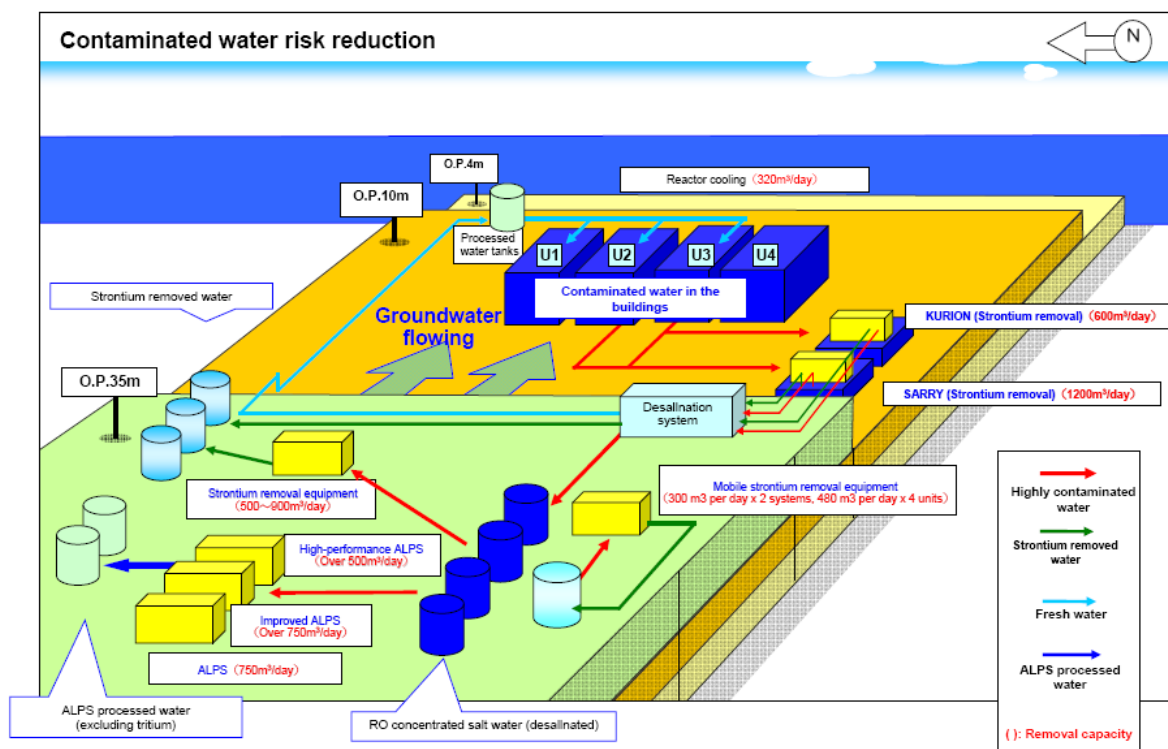 Contaminated water risk reduction
N
O.P.4m
O.P.10m
Reactor cooling（320m³/day）
Processed
water tanks
U1
U2
U3
U4
Contaminated water in the
buildings
Strontium removed water
Groundwater
flowing
KURION (Strontium removal)（600m³/day）
O.P.35m
SARRY (Strontium removal)（1200m³/day）
Desallnation
system
Strontium removal equipment
（500～900m³/day）
Mobile strontium removal equipment
（300 m3 per day x 2 systems, 480 m3 per day x 4 units）
High-performance ALPS
（Over 500m³/day）
Improved ALPS
（Over 750m³/day）
ALPS（750m³/day）
ALPS processed water
(excluding tritium)
RO concentrated salt water (desallnated)
Highly contaminated
water
Strontium removed
water
Fresh water
ALPS processed
water
( ): Removal capacity